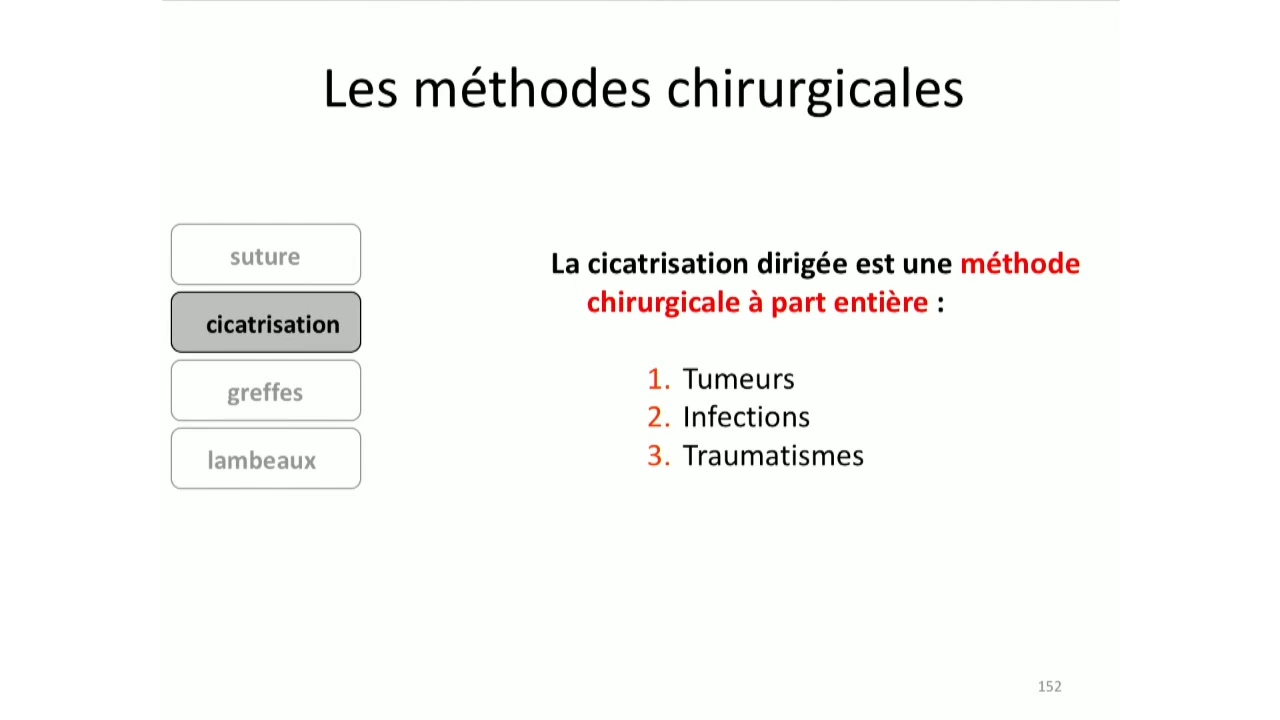 Les méthodes chirurgicales
suture
cicatrisation
greffes
lambeaux
La cicatrisation dirigée est une méthode
chirurgicale à part entière :
1. Tumeurs
2. Infections
3. Traumatismes
152